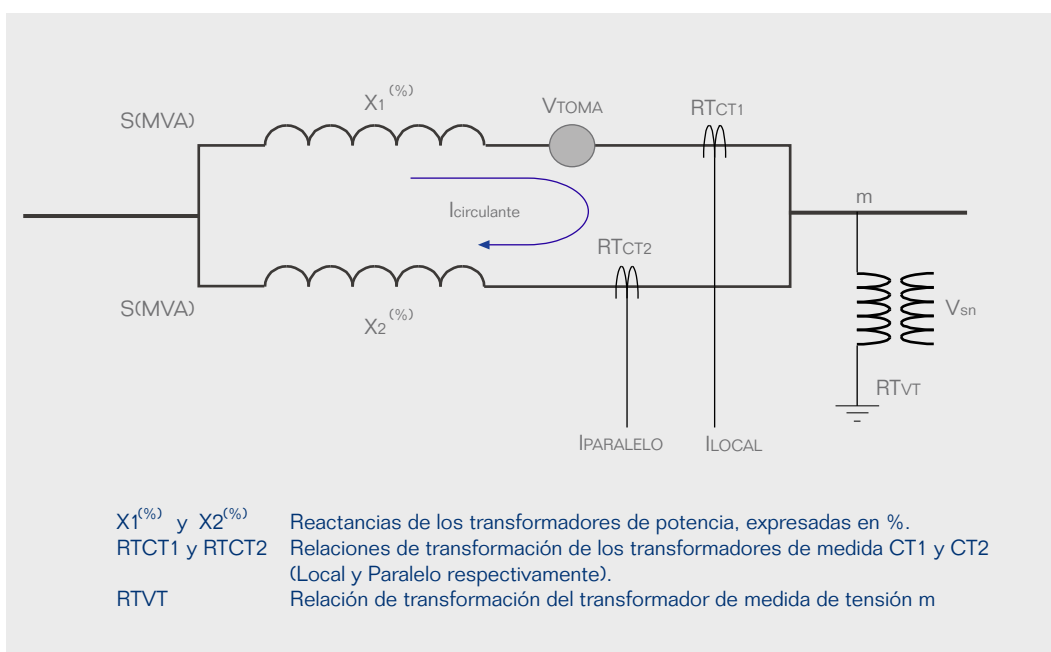 X1(%)
VTOMA
RTCT1
S(MVA)
Icirculante
m
RTCT2
S(MVA)
X2(%)
Vsn
RTVT
IPARALELO
ILOCAL
X1(%) y X2(%) Reactancias de los transformadores de potencia, expresadas en %.
RTCT1 y RTCT2 Relaciones de transformación de los transformadores de medida CT1 y CT2
(Local y Paralelo respectivamente).
RTVT Relación de transformación del transformador de medida de tensión m